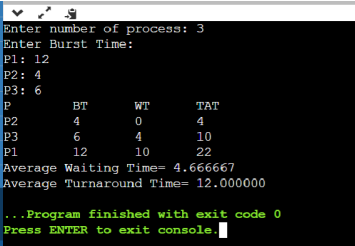 Enter number of process: 3
Enter Burst Time:
P1: 12
P2: 4
P3: 6
P BT WT TAT
P2 4 0 4
P3 6 4 10
P1 12 10 22
Average Waiting Time= 4.666667
Average Turnaround Time= 12.000000
...Program finished with exit code 0
Press ENTER to exit console.